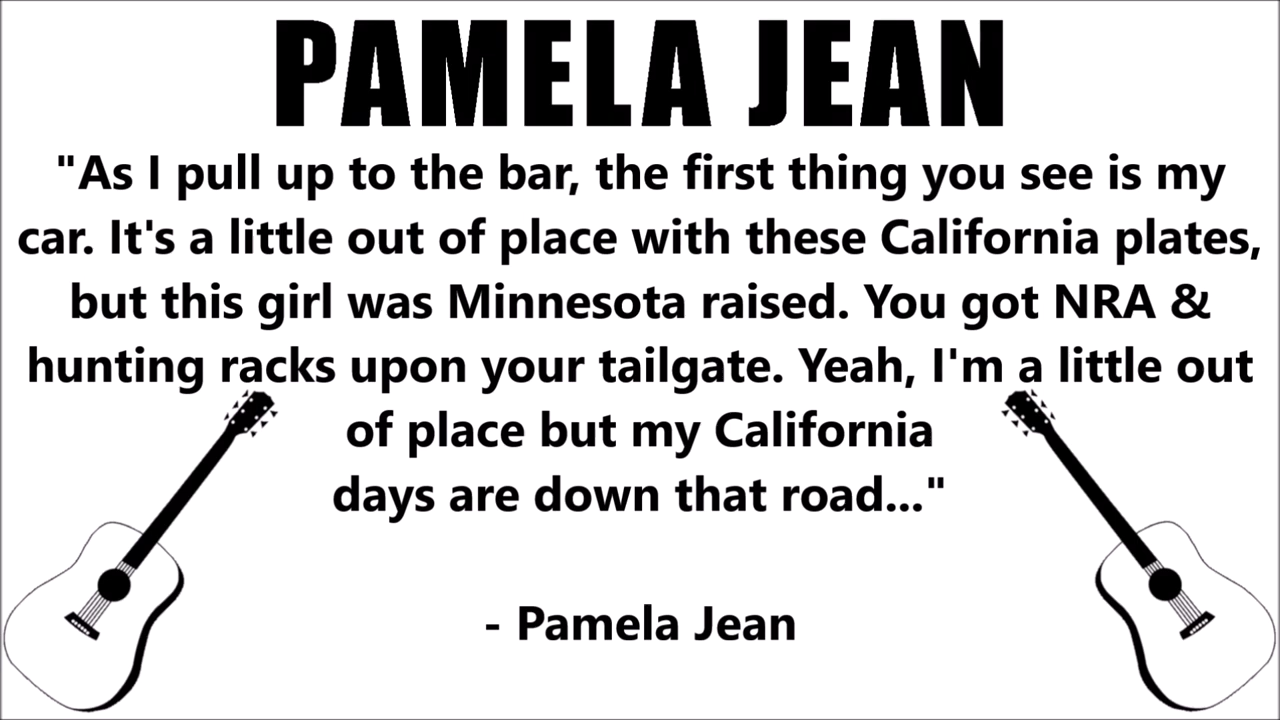 PAMELA JEAN
"As I pull up to the bar, the first thing you see is my
car. It's a little out of place with these California plates,
but this girl was Minnesota raised. You got NRA &
hunting racks upon your tailgate. Yeah, I'm a little out
of place but my California
days are down that road..."
- Pamela Jean